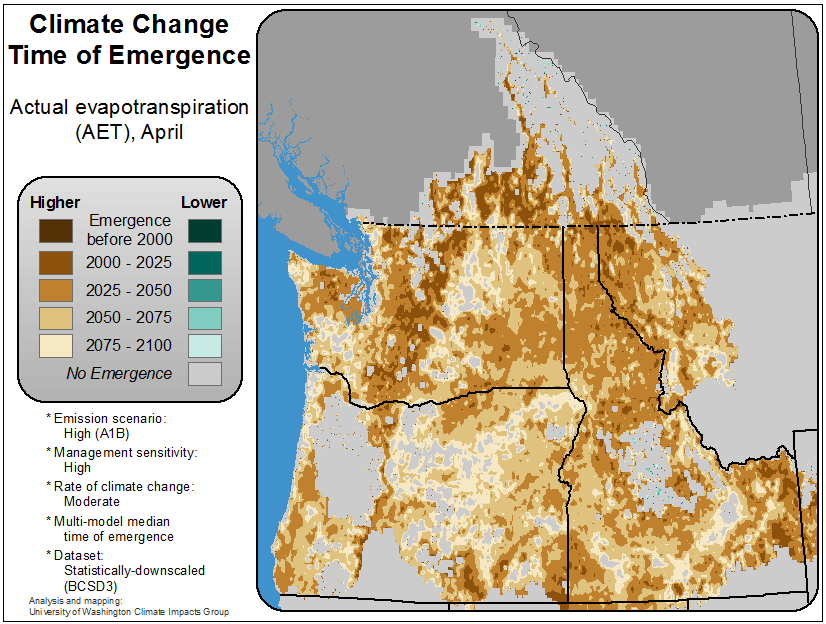 Climate Change
Time of Emergence
Actual evapotranspiration
(AET), April
Higher
Lower
Emergence
before 2000
2000 - 2025
2025 - 2050
2050 - 2075
2075 - 2100
No Emergence
* Emission scenario:
High (A1B)
* Management sensitivity:
High
* Rate of climate change:
Moderate
* Multi-model median
time of emergence
* Dataset:
Statistically-downscaled
(BCSD3)
Analysis and mapping:
University of Washington Climate Impacts Group